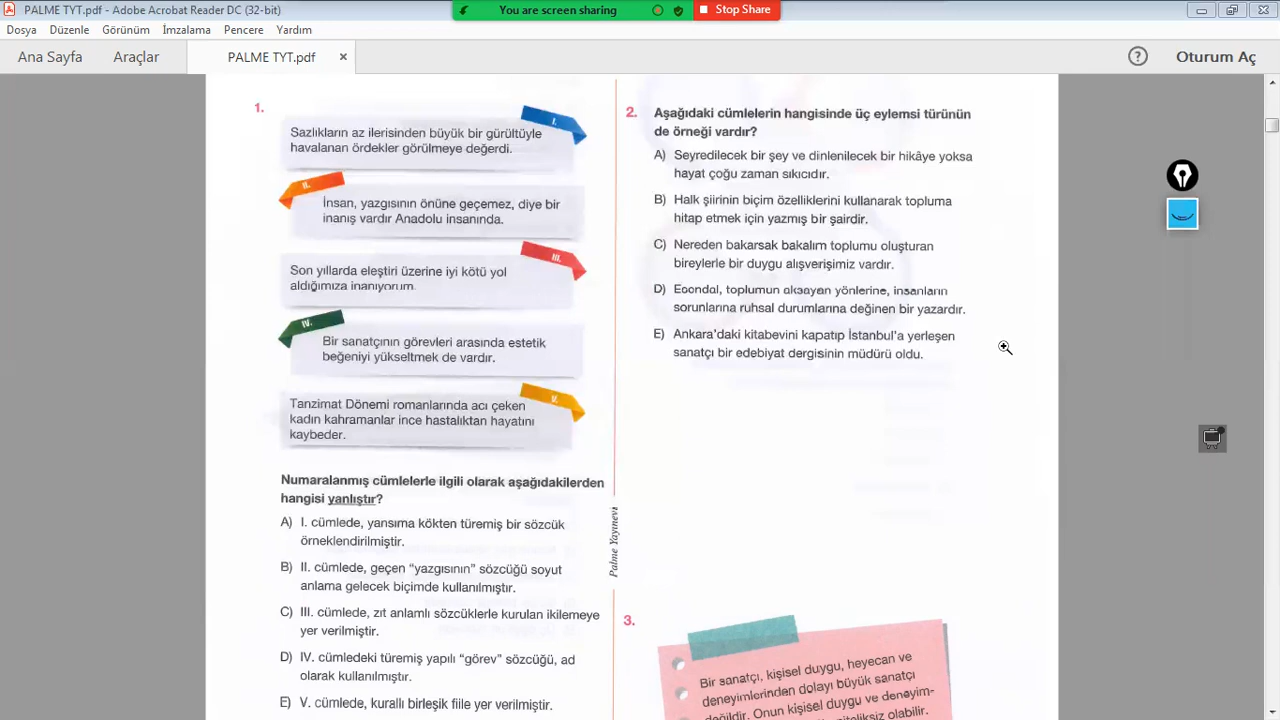 PALME TYT.pdf - Adobe Acrobat Reader DC (32-bit)
You are screen sharing
Stop Share
Dosya Düzenle Görünüm İmzalama Pencere Yardım
Ana Sayfa Araçlar PALME TYT.pdf × ? Oturum Aç
1.
I.
Sazlıkların az ilerisinden büyük bir gürültüyle
havalanan ördekler görülmeye değerdi.
II.
İnsan, yazgısının önüne geçemez, diye bir
inanış vardır Anadolu insanında.
III.
Son yıllarda eleştiri üzerine iyi kötü yol
aldığımıza inanıyorum.
IV.
Bir sanatçının görevleri arasında estetik
beğeniyi yükseltmek de vardır.
V.
Tanzimat Dönemi romanlarında acı çeken
kadın kahramanlar ince hastalıktan hayatını
kaybeder.
Numaralanmış cümlelerle ilgili olarak aşağıdakilerden
hangisi yanlıştır?
A) I. cümlede, yansıma kökten türemiş bir sözcük
örneklendirilmiştir.
B) II. cümlede, geçen “yazgısının” sözcüğü soyut
anlama gelecek biçimde kullanılmıştır.
C) III. cümlede, zıt anlamlı sözcüklerle kurulan ikilemeye
yer verilmiştir.
D) IV. cümledeki türemiş yapılı “görev” sözcüğü, ad
olarak kullanılmıştır.
E) V. cümlede, kurallı birleşik fiile yer verilmiştir.
Palme Yayınevi
2. Aşağıdaki cümlelerin hangisinde üç eylemsi türünün
de örneği vardır?
A) Seyredilecek bir şey ve dinlenilecek bir hikâye yoksa
hayat çoğu zaman sıkıcıdır.
B) Halk şiirinin biçim özelliklerini kullanarak topluma
hitap etmek için yazmış bir şairdir.
C) Nereden bakarsak bakalım toplumu oluşturan
bireylerle bir duygu alışverişimiz vardır.
D) toplumun aksayan yönlerine, insanların
sorunlarına ruhsal durumlarına değinen bir yazardır.
E) Ankara’daki kitabevini kapatıp İstanbul’a yerleşen
sanatçı bir edebiyat dergisinin müdürü oldu.
3.
Bir sanatçı, kişisel duygu, heyecan ve
deneyimlerinden dolayı büyük sanatçı
değildir. Onun kişisel duygu ve deneyim-
niteliksiz olabilir.